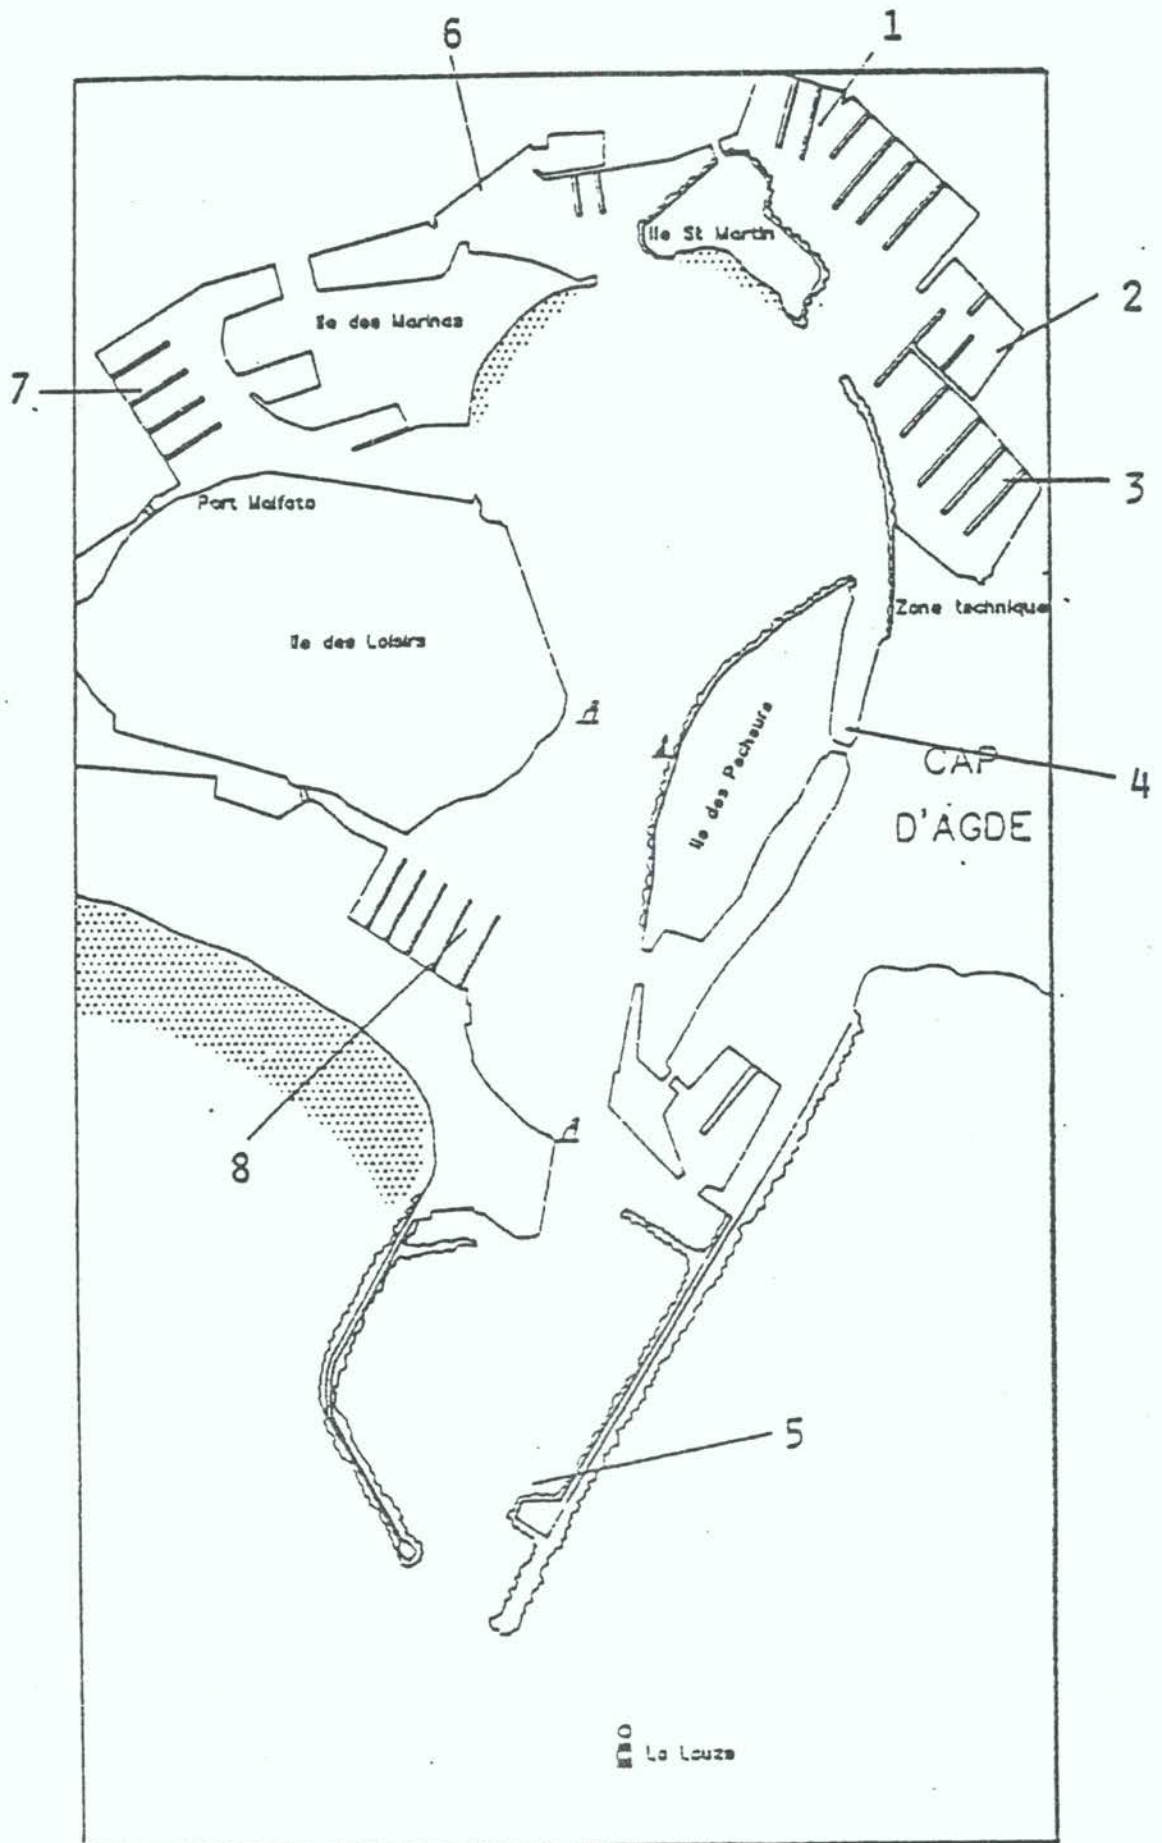 6
1
Ile St Martin
2
Ile des Marinas
7
3
Port Malfato
Zone technique
Ile des Loisirs
Ile des Pecheurs
4
CAP
D'AGDE
8
5
La Lauze